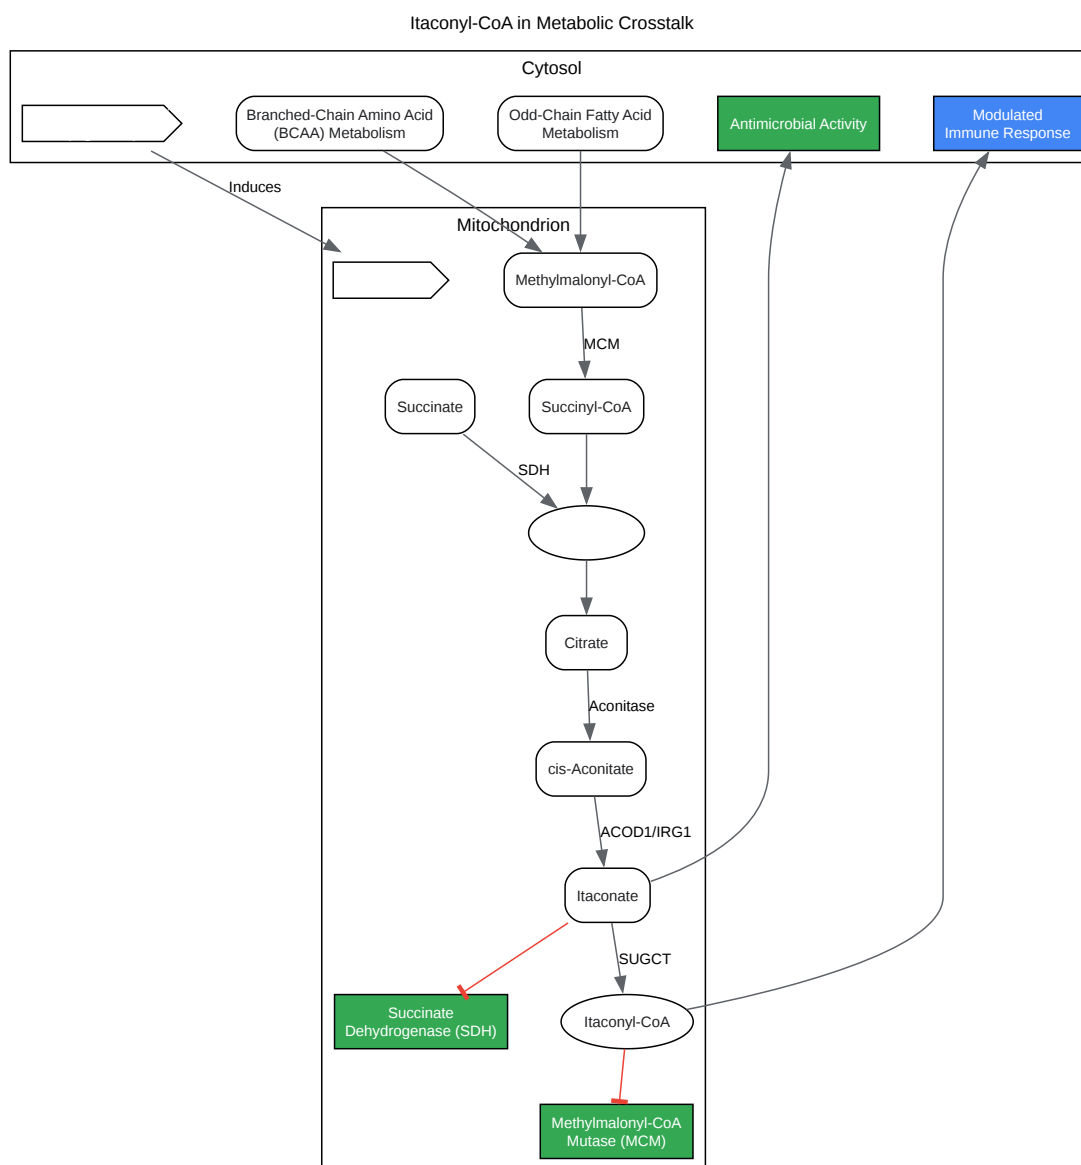 Itaconyl-CoA in Metabolic Crosstalk
Cytosol
Branched-Chain Amino Acid
(BCAA) Metabolism
Odd-Chain Fatty Acid
Metabolism
Antimicrobial Activity
Modulated
Immune Response
Induces
Mitochondrion
Methylmalonyl-CoA
MCM
Succinate
Succinyl-CoA
SDH
Citrate
Aconitase
cis-Aconitate
ACOD1/IRG1
Itaconate
SUGCT
Succinate
Dehydrogenase (SDH)
Itaconyl-CoA
Methylmalonyl-CoA
Mutase (MCM)